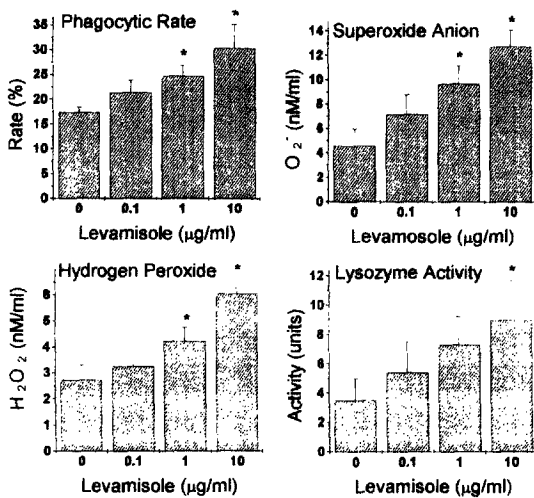 Phagocytic Rate
*
*
35
30
25
20
15
10
5
0
Rate (%)
0 0.1 1 10
Levamisole (µg/ml)
Superoxide Anion
*
*
14
12
10
8
6
4
2
0
O₂⁻ (nM/ml)
0 0.1 1 10
Levamosole (µg/ml)
Hydrogen Peroxide
*
*
6
5
4
3
2
1
0
H₂O₂ (nM/ml)
0 0.1 1 10
Levamisole (µg/ml)
Lysozyme Activity
*
12
10
8
6
4
2
0
Activity (units)
0 0.1 1 10
Levamisole (µg/ml)